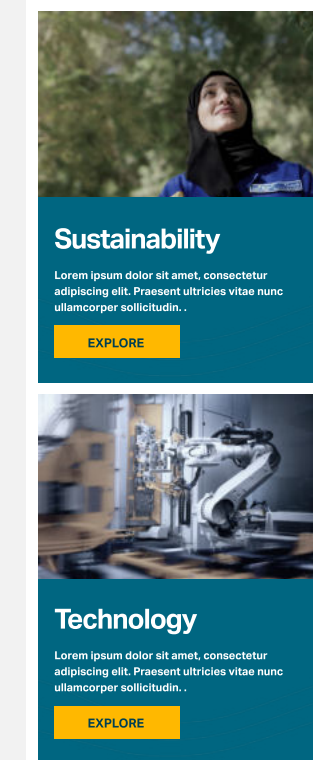 Sustainability
Lorem ipsum dolor sit amet, consectetur
adipiscing elit. Praesent ultricies vitae nunc
ullamcorper sollicitudin. .
EXPLORE
Technology
Lorem ipsum dolor sit amet, consectetur
adipiscing elit. Praesent ultricies vitae nunc
ullamcorper sollicitudin. .
EXPLORE